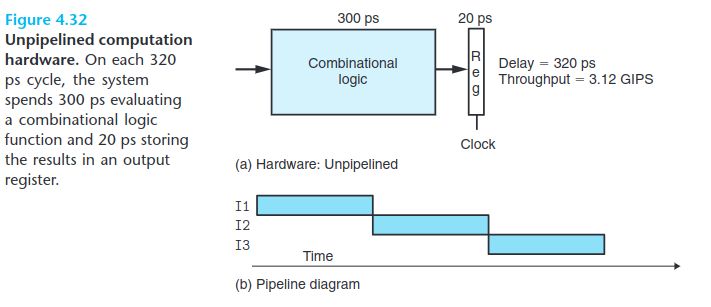 Figure 4.32
Unpipelined computation
hardware. On each 320
ps cycle, the system
spends 300 ps evaluating
a combinational logic
function and 20 ps storing
the results in an output
register.
300 ps
20 ps
Combinational
logic
R
e
g
Delay = 320 ps
Throughput = 3.12 GIPS
Clock
(a) Hardware: Unpipelined
I1
I2
I3
Time
(b) Pipeline diagram